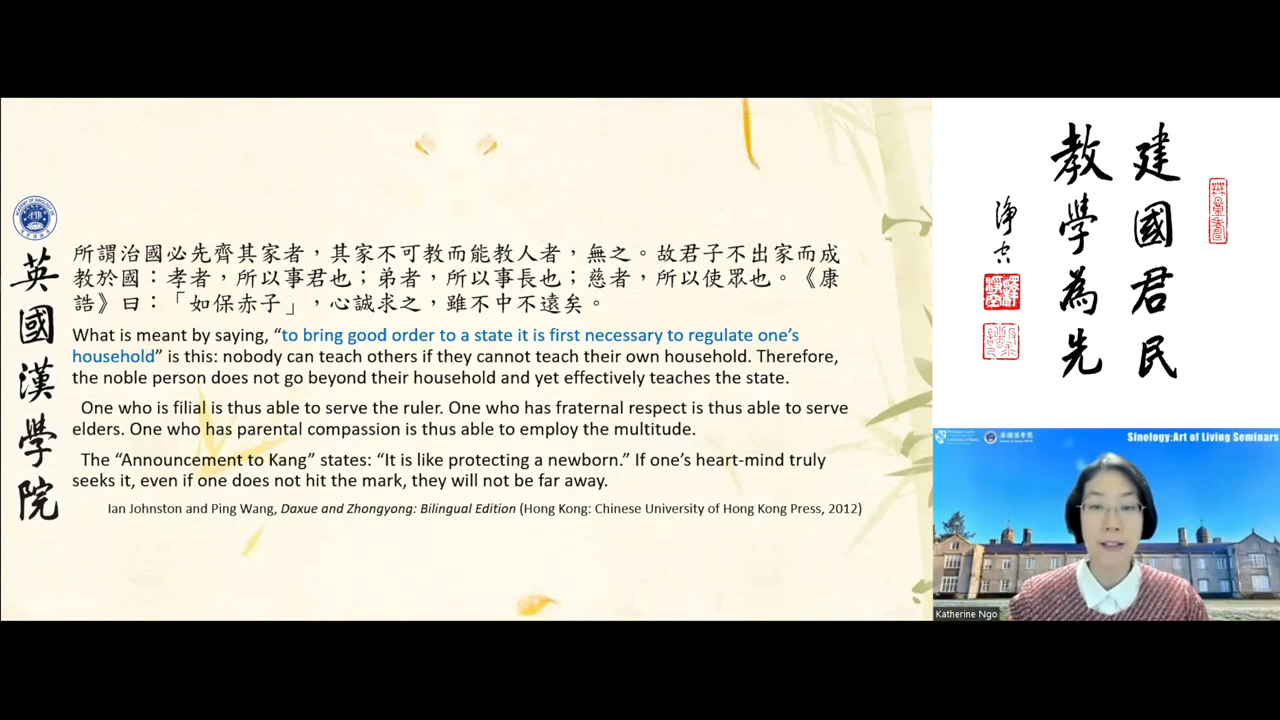 英國漢學院
所謂治國必先齊其家者，其家不可教而能教人者，無之。故君子不出家而成
教於國：孝者，所以事君也；弟者，所以事長也；慈者，所以使眾也。《康
誥》曰：「如保赤子」，心誠求之，雖不中不遠矣。
What is meant by saying, “to bring good order to a state it is first necessary to regulate one’s
household” is this: nobody can teach others if they cannot teach their own household. Therefore,
the noble person does not go beyond their household and yet effectively teaches the state.
One who is filial is thus able to serve the ruler. One who has fraternal respect is thus able to serve
elders. One who has parental compassion is thus able to employ the multitude.
The “Announcement to Kang” states: “It is like protecting a newborn.” If one’s heart-mind truly
seeks it, even if one does not hit the mark, they will not be far away.
Ian Johnston and Ping Wang, Daxue and Zhongyong: Bilingual Edition (Hong Kong: Chinese University of Hong Kong Press, 2012)
建國君民
教學為先
淨空
Sinology:Art of Living Seminars
Katherine Ngo